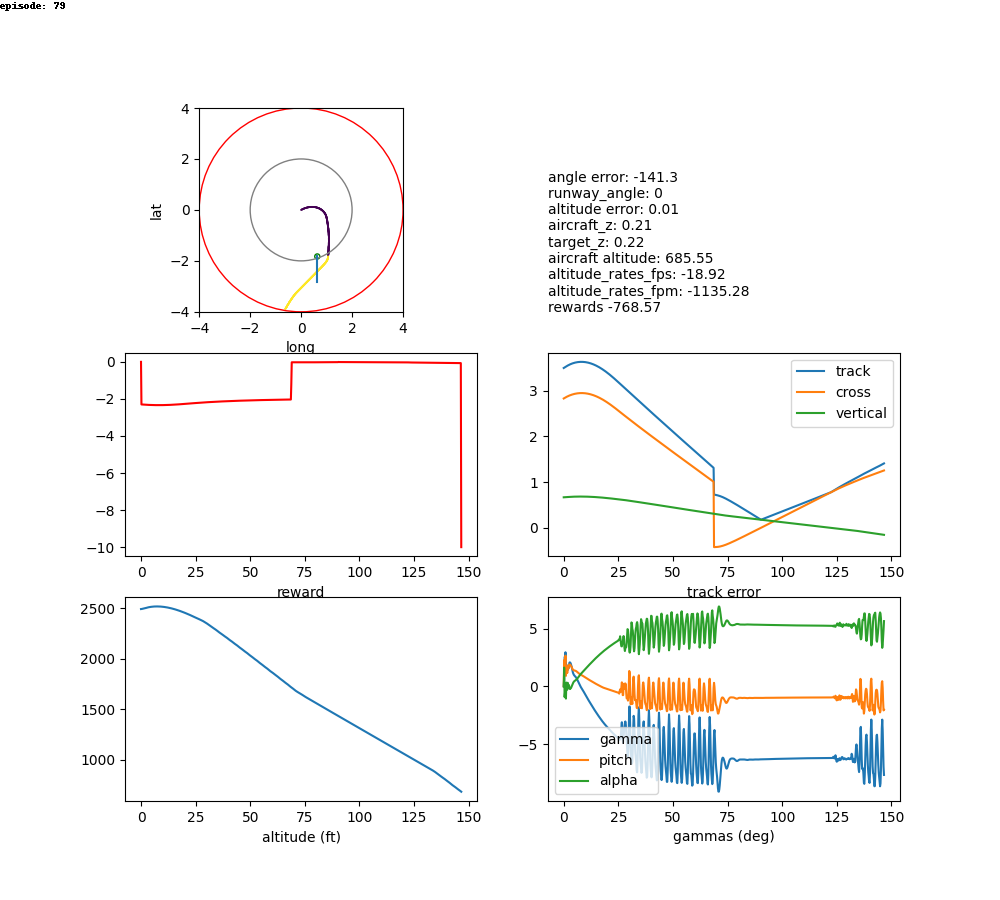 episode: 79
4
2
0
−2
−4
lat
−4 −2 0 2 4
long
angle error: -141.3
runway_angle: 0
altitude error: 0.01
aircraft_z: 0.21
target_z: 0.22
aircraft altitude: 685.55
altitude_rates_fps: -18.92
altitude_rates_fpm: -1135.28
rewards -768.57
0
−2
−4
−6
−8
−10
0 25 50 75 100 125 150
reward
track
cross
vertical
3
2
1
0
0 25 50 75 100 125 150
track error
2500
2000
1500
1000
0 25 50 75 100 125 150
altitude (ft)
5
0
−5
gamma
pitch
alpha
0 25 50 75 100 125 150
gammas (deg)